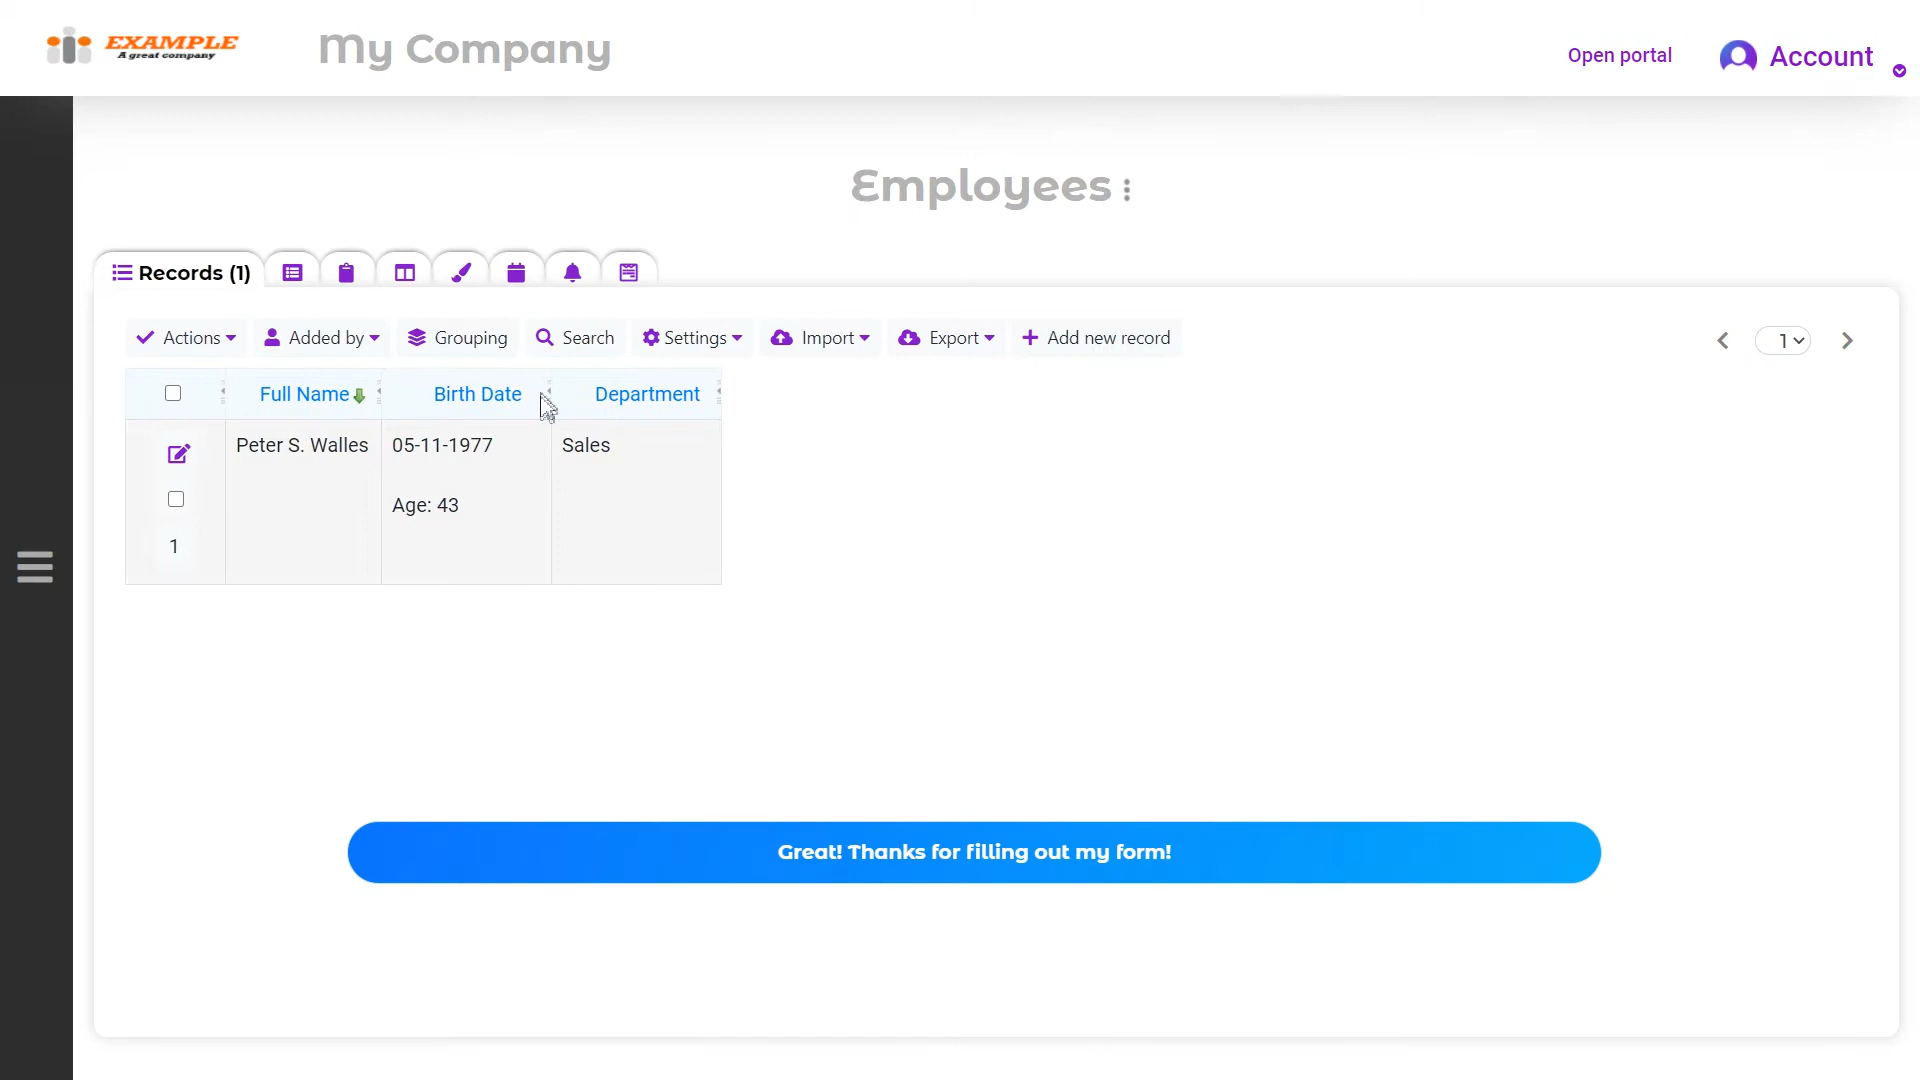 EXAMPLE
A great company
My Company
Open portal
Account
Employees
Records (1)
Actions
Added by
Grouping
Search
Settings
Import
Export
Add new record
1
Full Name
Birth Date
Department
Peter S. Walles
05-11-1977
Sales
Age: 43
1
Great! Thanks for filling out my form!